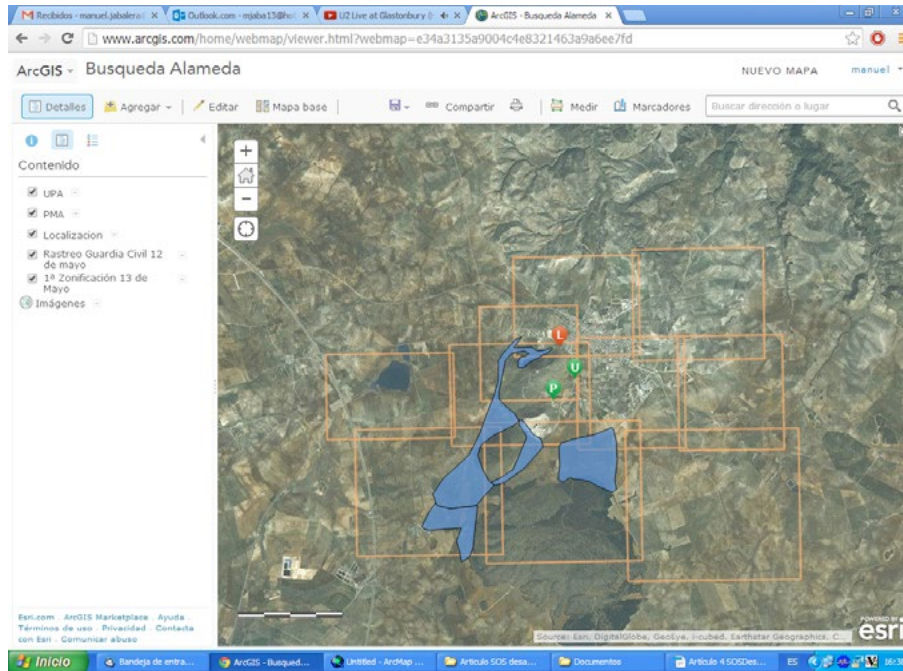 Recibidos - manuel.jabalera
Outlook.com - mjaba13@ho
U2 Live at Glastonbury
ArcGIS - Busqueda Alameda
www.arcgis.com/home/webmap/viewer.html?webmap=e34a3135a9004c4e8321463a9a6ee7fd
ArcGIS
Busqueda Alameda
NUEVO MAPA
manuel
Detalles
Agregar
Editar
Mapa base
Compartir
Medir
Marcadores
Buscar dirección o lugar
Contenido
UPA
PMA
Localizacion
Rastreo Guardia Civil 12
de mayo
1ª Zonificación 13 de
Mayo
Imágenes
+
−
L
U
P
Esri.com . ArcGIS Marketplace . Ayuda .
Términos de uso . Privacidad . Contacta
con Esri . Comunicar abuso
Source: Esri, DigitalGlobe, GeoEye, i-cubed, Earthstar Geographics, C...
POWERED BY
esri
Inicio
Bandeja de entra...
ArcGIS - Busqued...
Untitled - ArcMap ...
Articulo SOS desa...
Documentos
Artículo 4 SOSDes...
ES